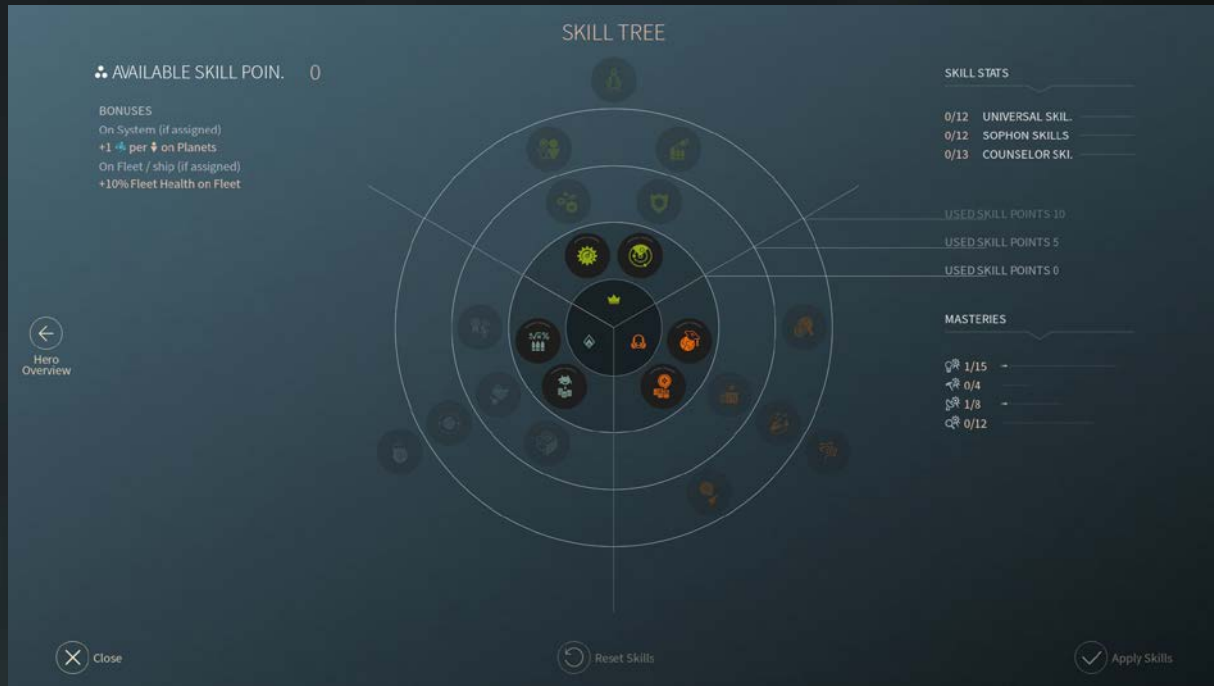 SKILL TREE
AVAILABLE SKILL POIN. 0
BONUSES
On System (if assigned)
+1 per on Planets
On Fleet / ship (if assigned)
+10% Fleet Health on Fleet
SKILL STATS
0/12 UNIVERSAL SKIL.
0/12 SOPHON SKILLS
0/13 COUNSELOR SKI.
USED SKILL POINTS 10
USED SKILL POINTS 5
USED SKILL POINTS 0
MASTERIES
1/15
0/4
1/8
0/12
Hero
Overview
Close
Reset Skills
Apply Skills